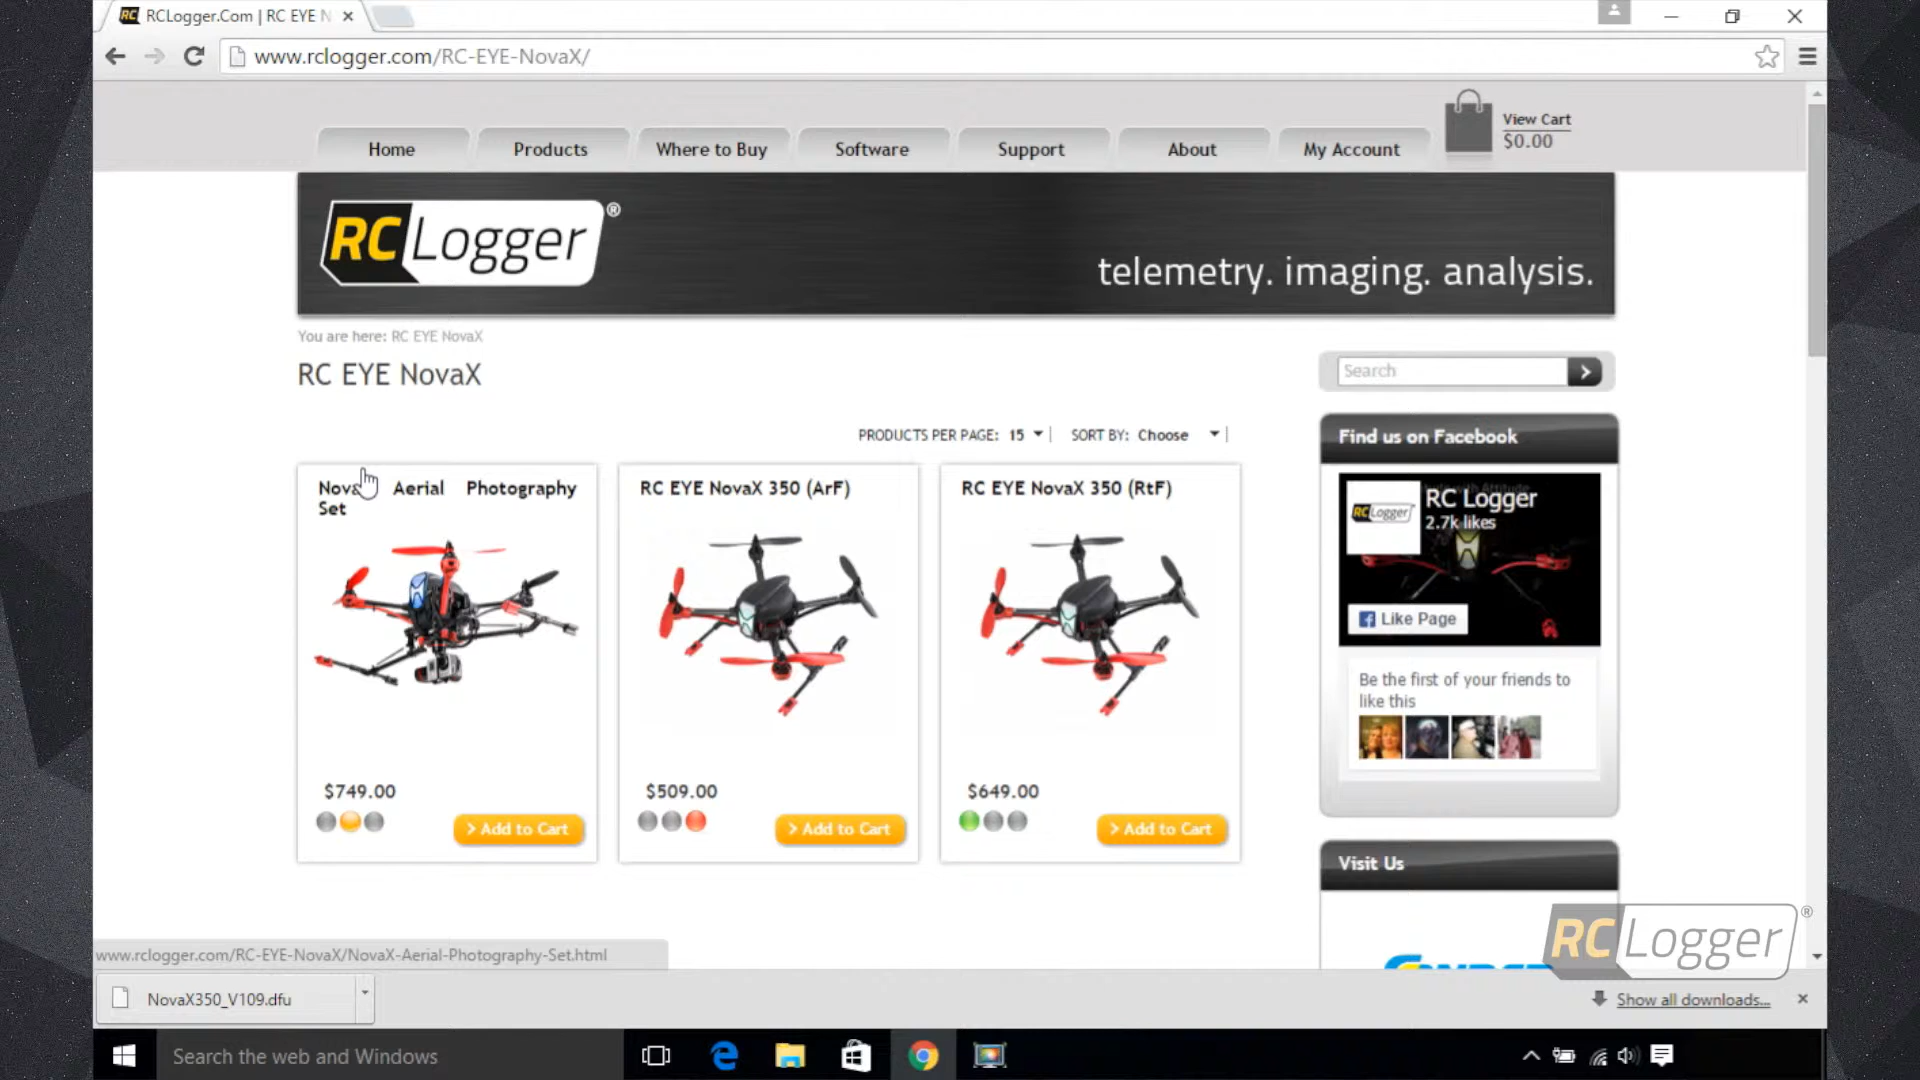 RCLogger.Com | RC EYE N
www.rclogger.com/RC-EYE-NovaX/
View Cart
$0.00
Home Products Where to Buy Software Support About My Account
RC Logger ®
telemetry. imaging. analysis.
You are here: RC EYE NovaX
RC EYE NovaX
Search
PRODUCTS PER PAGE: 15 SORT BY: Choose
Find us on Facebook
Aerial Photography
Set
RC EYE NovaX 350 (ArF)
RC EYE NovaX 350 (RtF)
RCLogger
RC Logger
2.7k likes
Like Page
Be the first of your friends to
like this
$749.00
Add to Cart
$509.00
Add to Cart
$649.00
Add to Cart
Visit Us
RC Logger ®
www.rclogger.com/RC-EYE-NovaX/NovaX-Aerial-Photography-Set.html
NovaX350_V109.dfu
Show all downloads...
Search the web and Windows